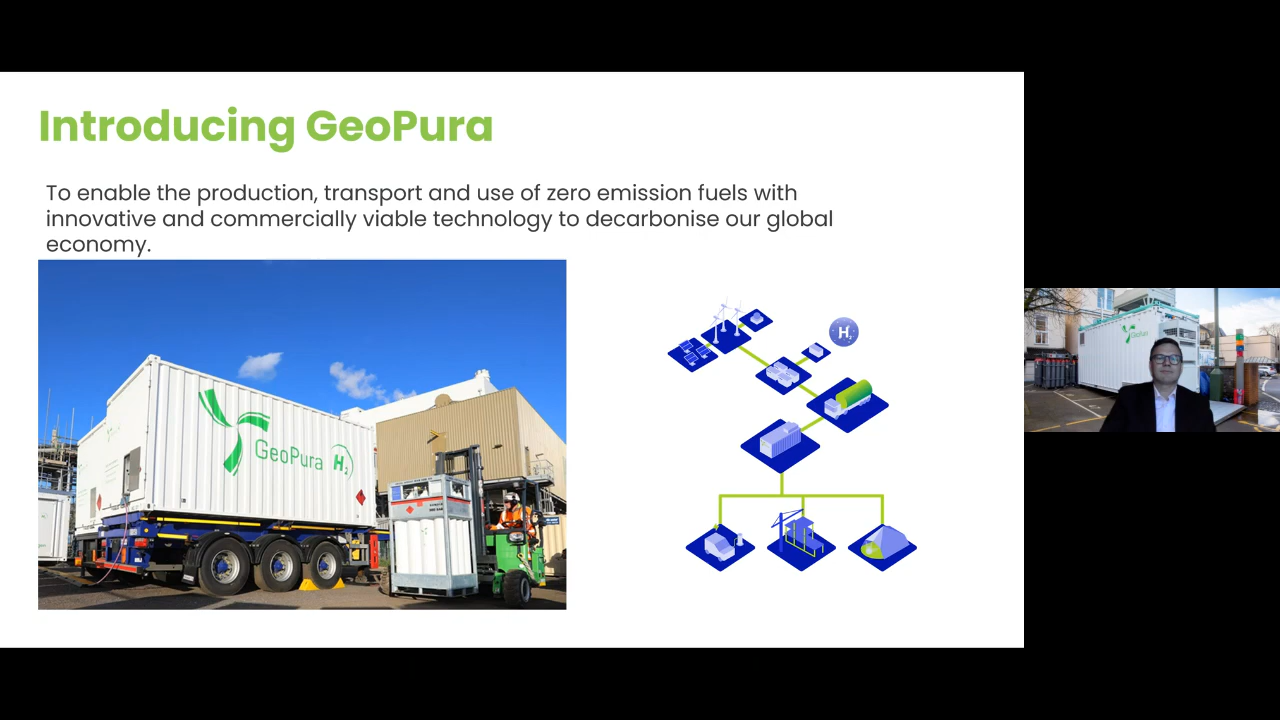 Introducing GeoPura
To enable the production, transport and use of zero emission fuels with
innovative and commercially viable technology to decarbonise our global
economy.
GeoPura H2
H2
GeoPura